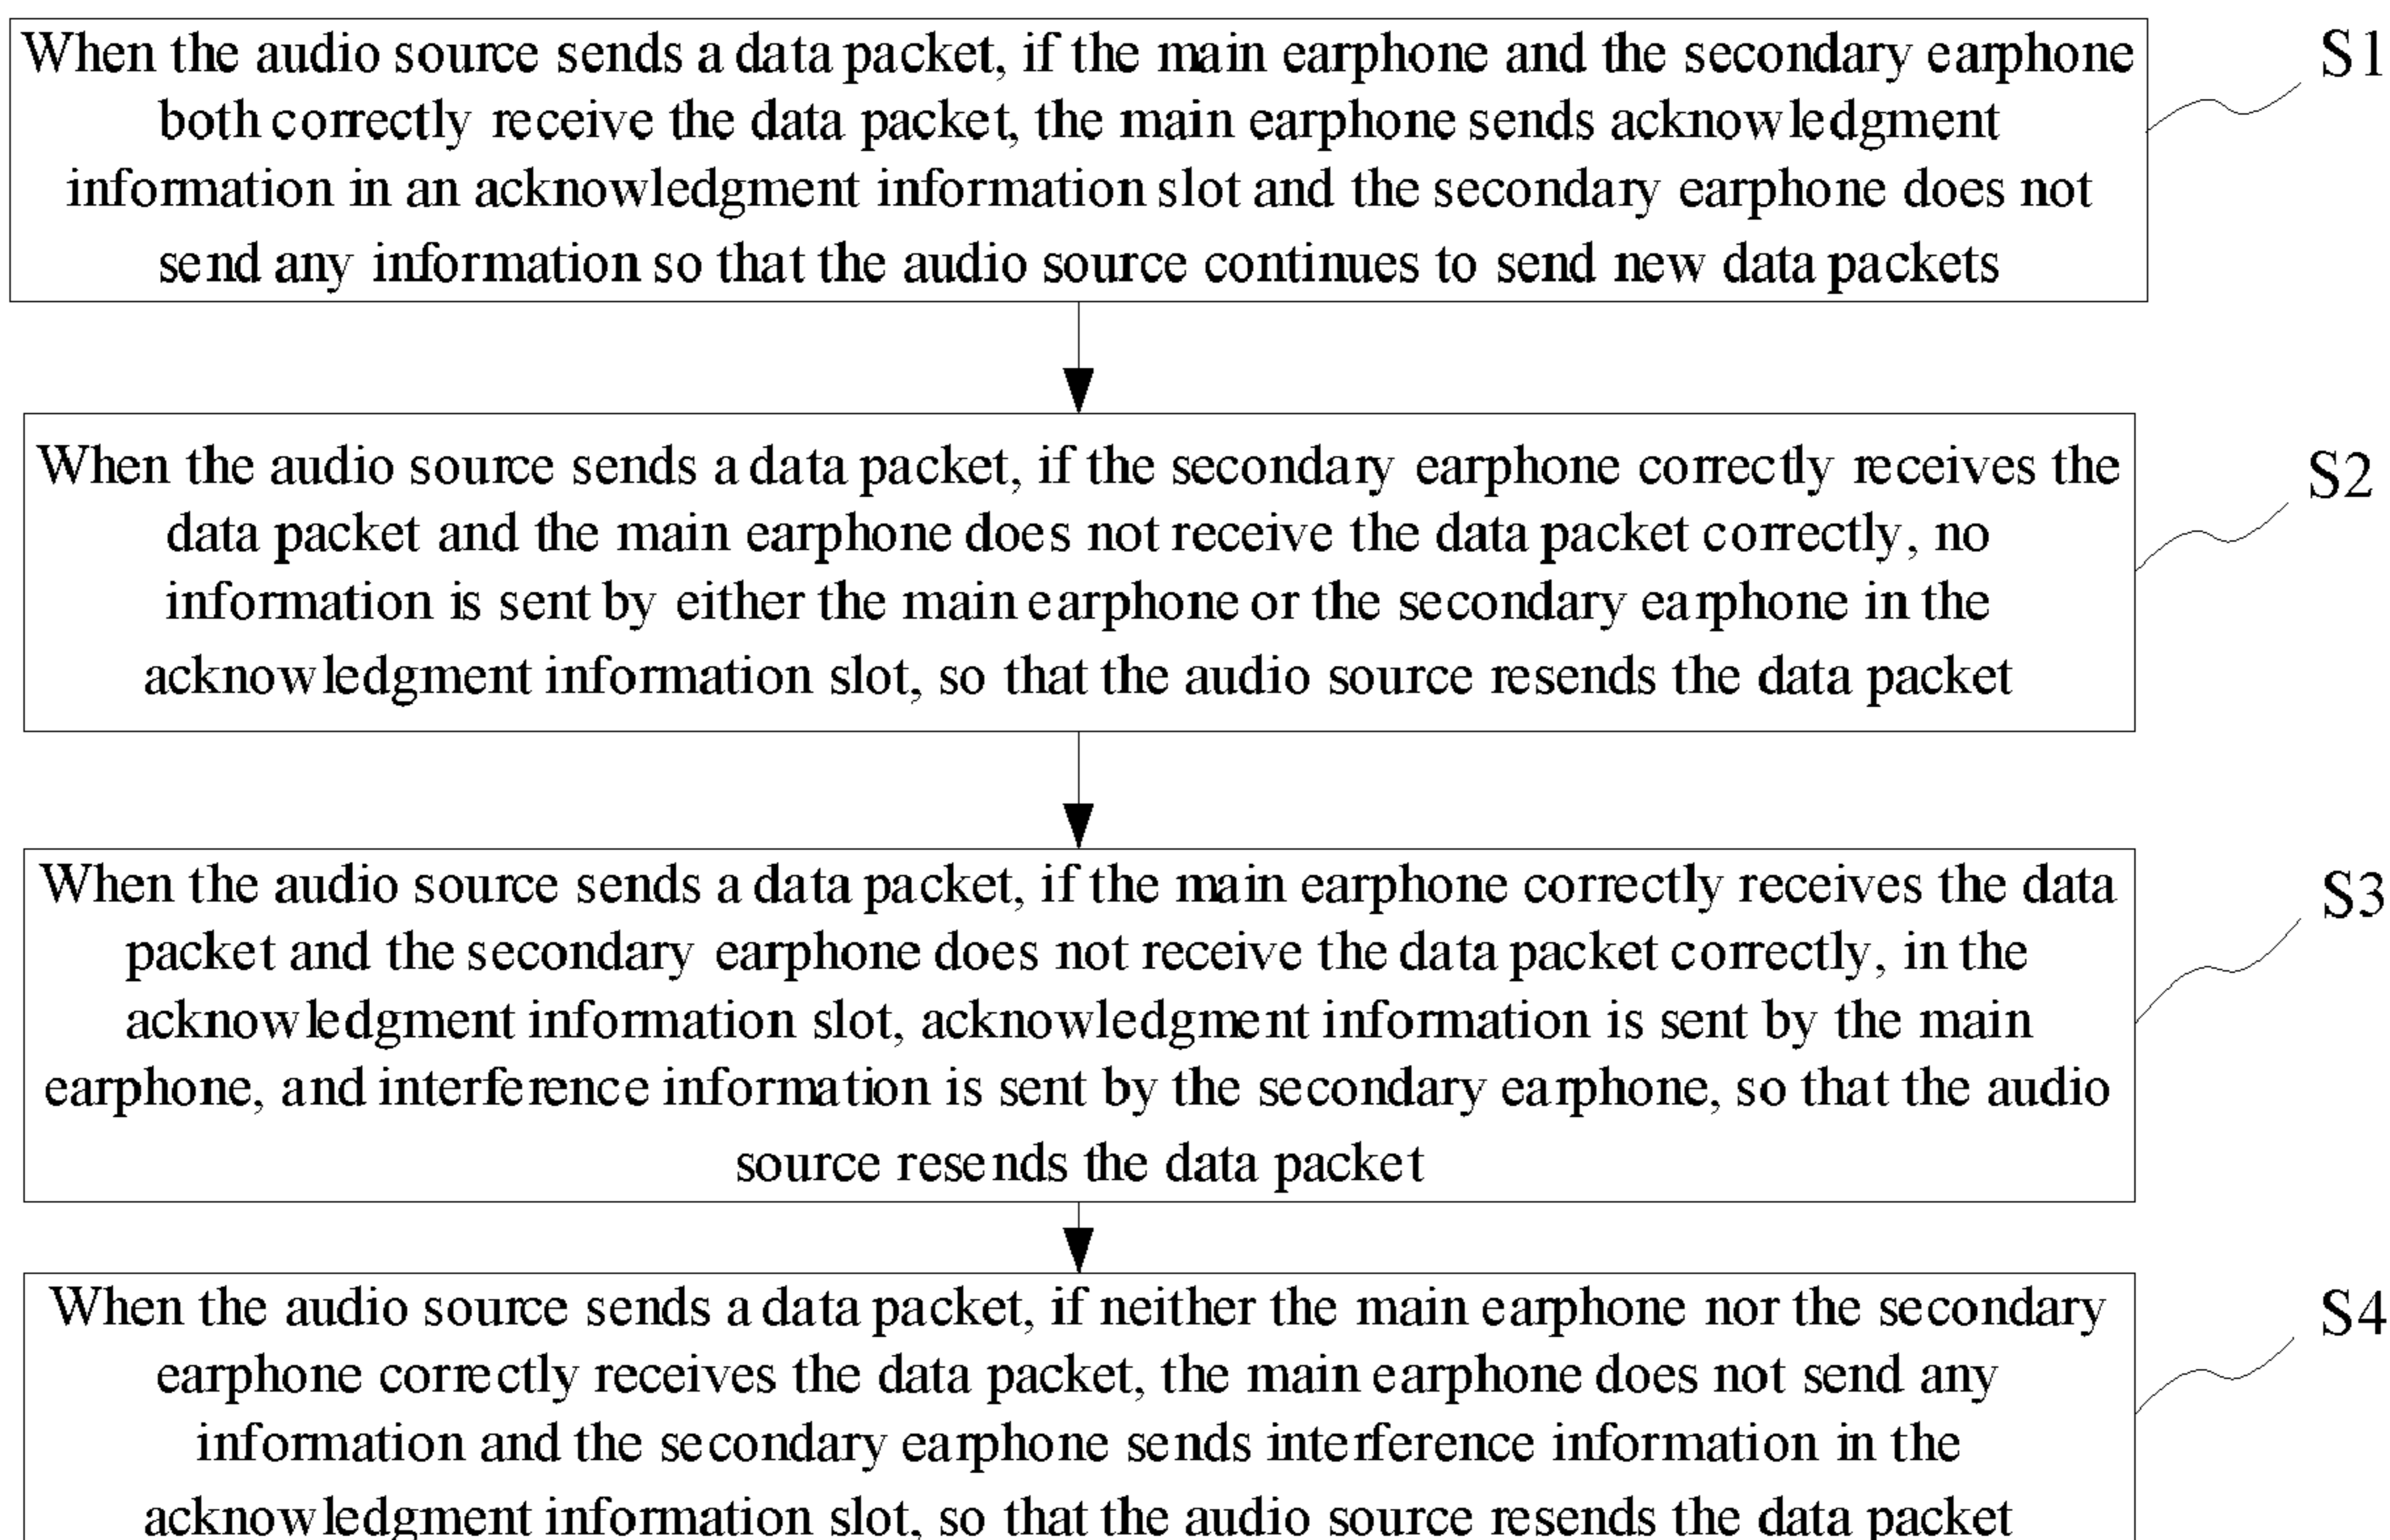 When the audio source sends a data packet, if the main earphone and the secondary earphone
both correctly receive the data packet, the main earphone sends acknowledgment
information in an acknowledgment information slot and the secondary earphone does not
send any information so that the audio source continues to send new data packets
S1
When the audio source sends a data packet, if the secondary earphone correctly receives the
data packet and the main earphone does not receive the data packet correctly, no
information is sent by either the main earphone or the secondary earphone in the
acknowledgment information slot, so that the audio source resends the data packet
S2
When the audio source sends a data packet, if the main earphone correctly receives the data
packet and the secondary earphone does not receive the data packet correctly, in the
acknowledgment information slot, acknowledgment information is sent by the main
earphone, and interference information is sent by the secondary earphone, so that the audio
source resends the data packet
S3
When the audio source sends a data packet, if neither the main earphone nor the secondary
earphone correctly receives the data packet, the main earphone does not send any
information and the secondary earphone sends interference information in the
acknowledgment information slot, so that the audio source resends the data packet
S4